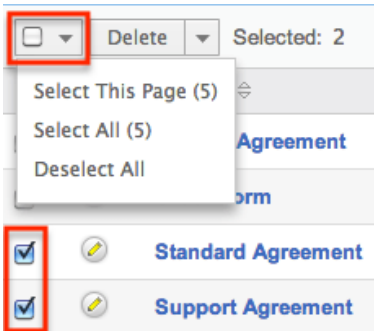 Delete Selected: 2
Select This Page (5)
Select All (5)
Agreement
Deselect All
Standard Agreement
Support Agreement